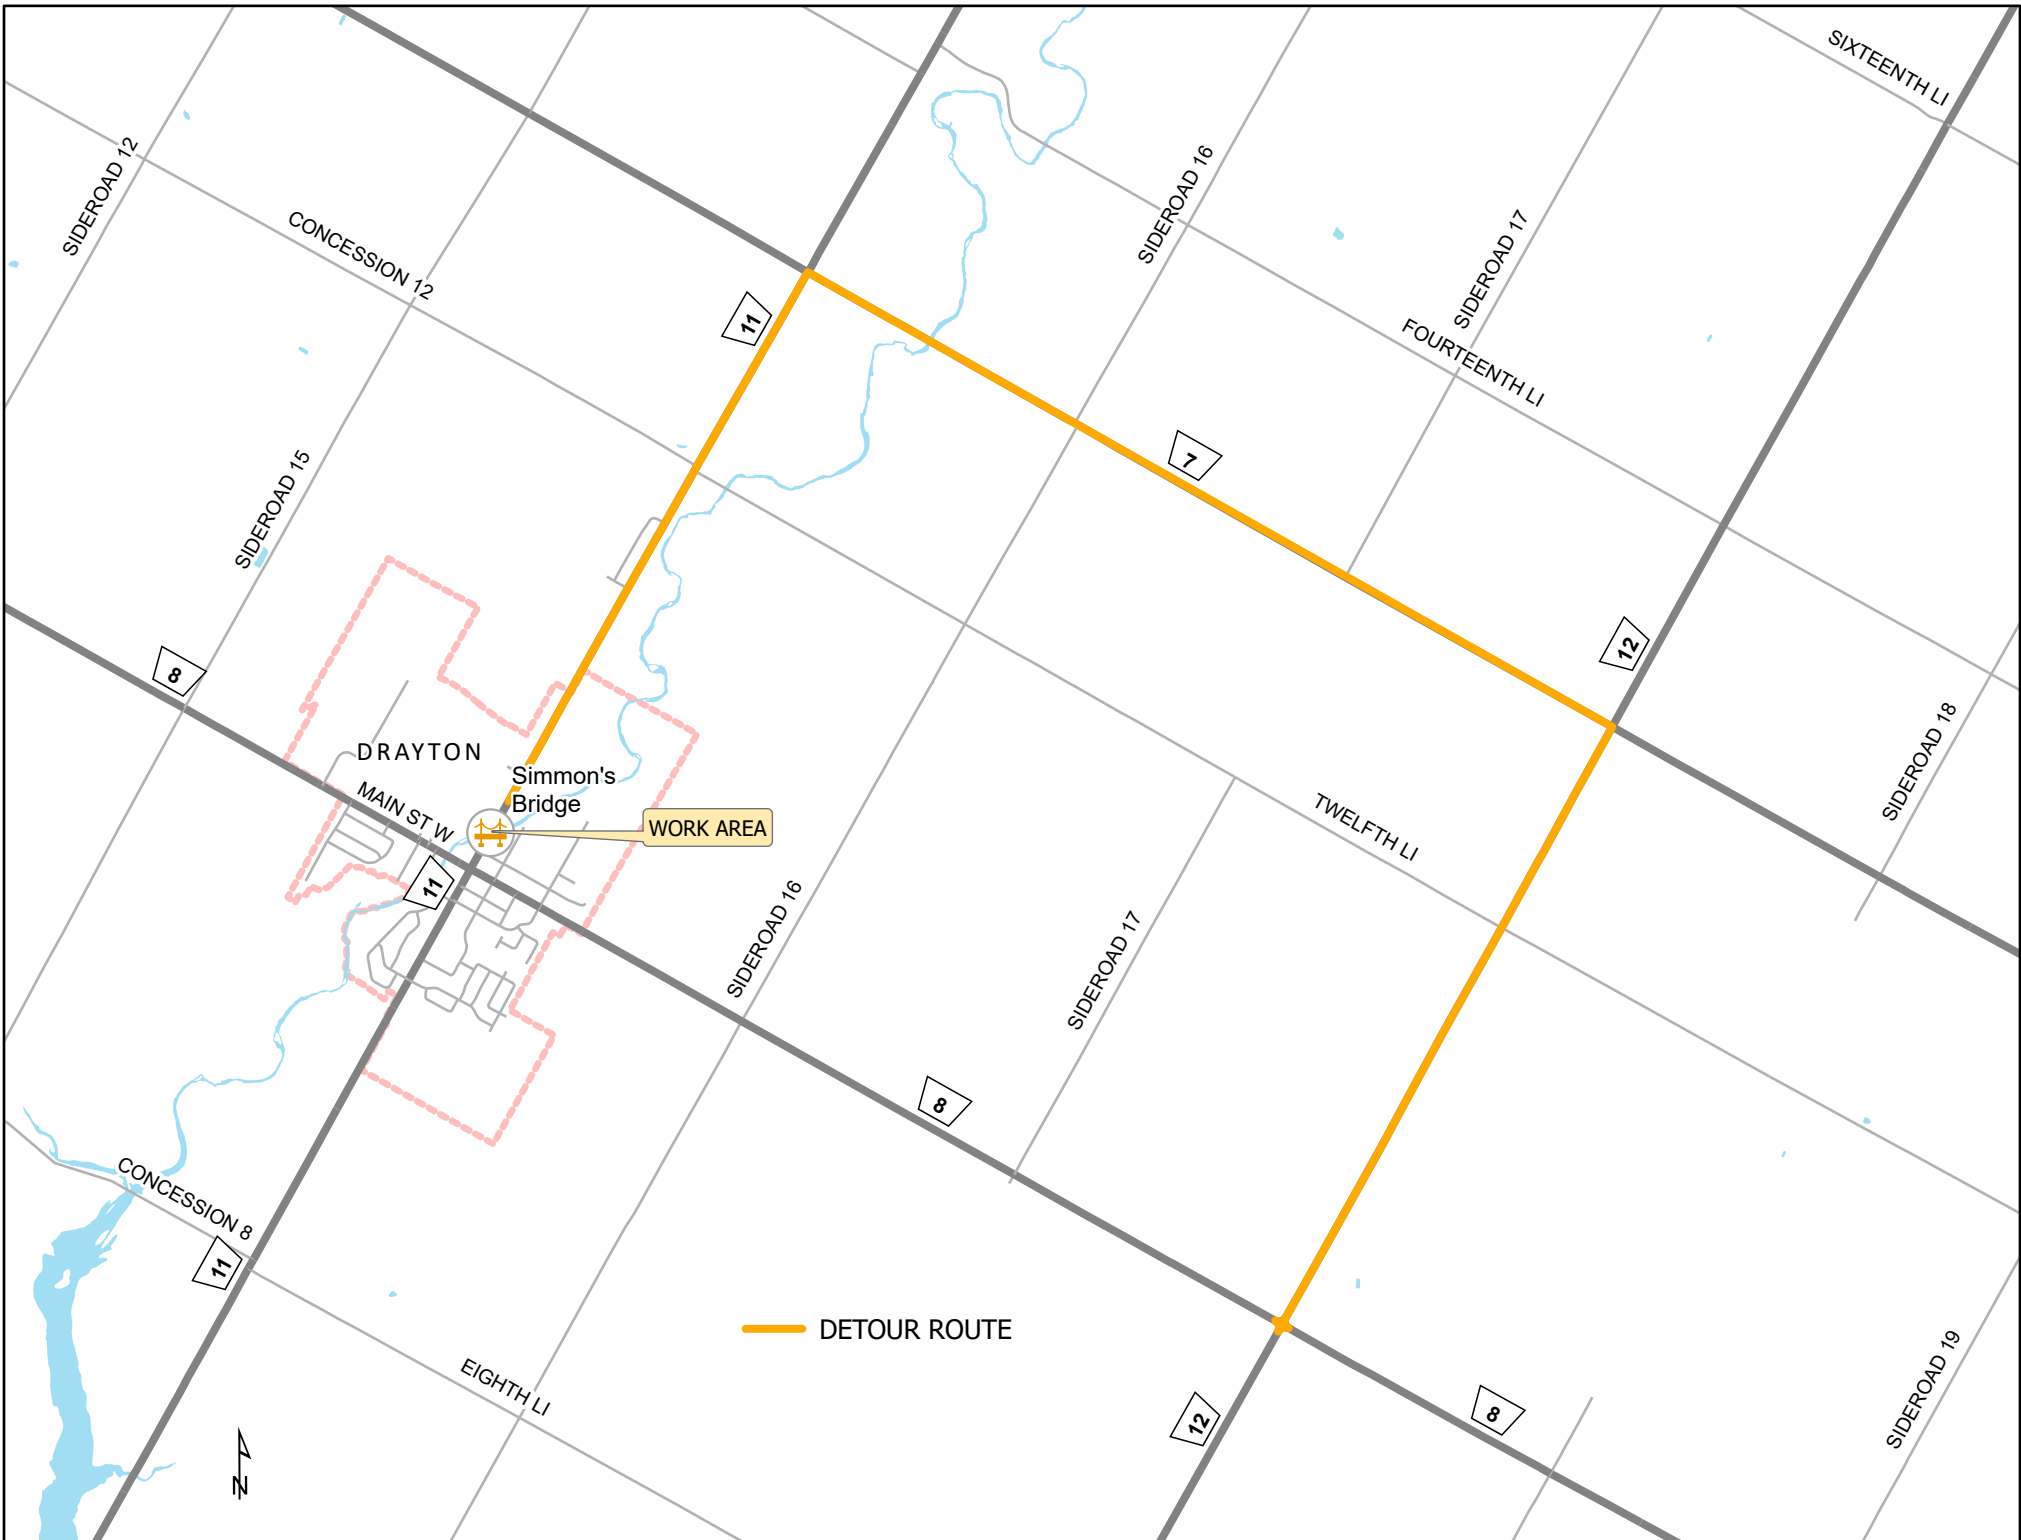 SIXTEENTH LI
SIDEROAD 12
SIDEROAD 16
CONCESSION 12
SIDEROAD 17
11
FOURTEENTH LI
7
SIDEROAD 15
12
8
SIDEROAD 18
DRAYTON
Simmon's
Bridge
MAIN ST W
WORK AREA
TWELFTH LI
11
SIDEROAD 16
SIDEROAD 17
8
CONCESSION 8
11
DETOUR ROUTE
EIGHTH LI
12
8
SIDEROAD 19
N